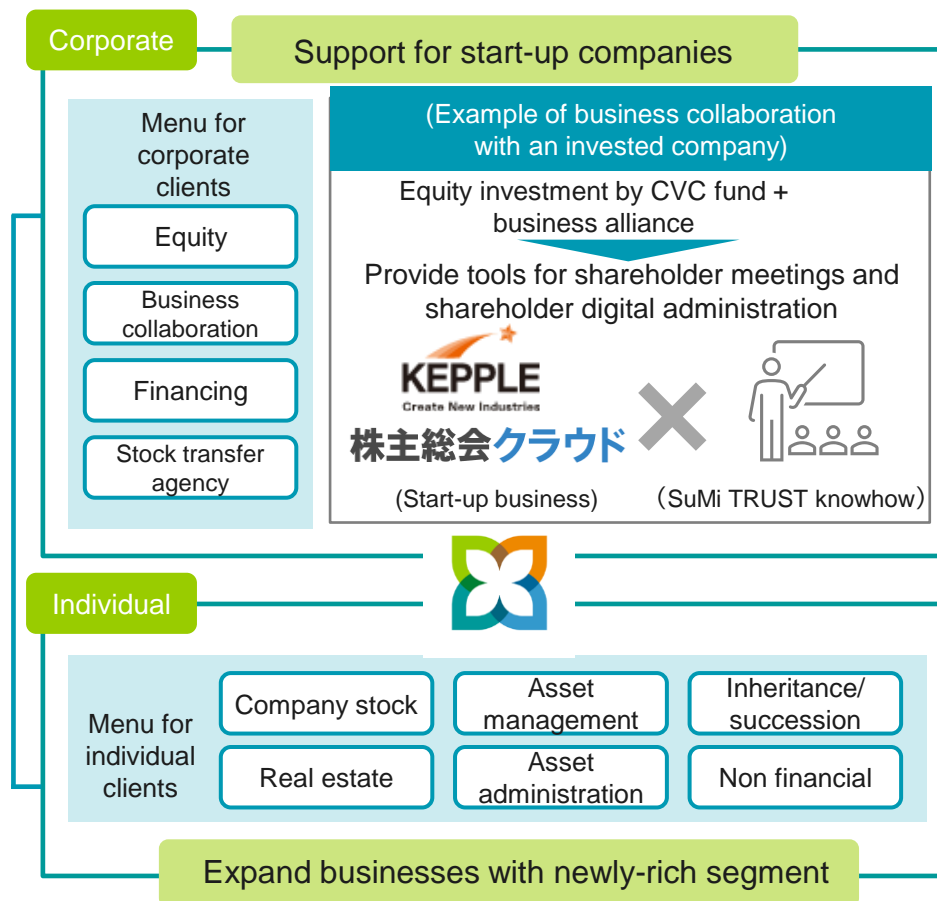 Corporate
Support for start-up companies
Menu for
corporate
clients
Equity
Business
collaboration
Financing
Stock transfer
agency
(Example of business collaboration
with an invested company)
Equity investment by CVC fund +
business alliance
Provide tools for shareholder meetings and
shareholder digital administration
KEPPLE
Create New Industries
株主総会クラウド
(Start-up business)
（SuMi TRUST knowhow）
Individual
Menu for
individual
clients
Company stock
Asset
management
Inheritance/
succession
Real estate
Asset
administration
Non financial
Expand businesses with newly-rich segment